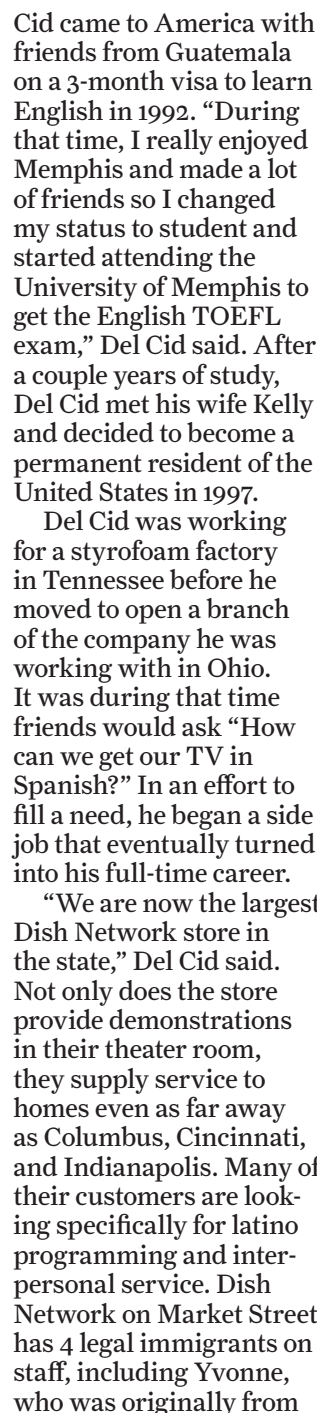 Cid came to America with
friends from Guatemala
on a 3-month visa to learn
English in 1992. “During
that time, I really enjoyed
Memphis and made a lot
of friends so I changed
my status to student and
started attending the
University of Memphis to
get the English TOEFL
exam,” Del Cid said. After
a couple years of study,
Del Cid met his wife Kelly
and decided to become a
permanent resident of the
United States in 1997.
Del Cid was working
for a styrofoam factory
in Tennessee before he
moved to open a branch
of the company he was
working with in Ohio.
It was during that time
friends would ask “How
can we get our TV in
Spanish?” In an effort to
fill a need, he began a side
job that eventually turned
into his full-time career.
“We are now the largest
Dish Network store in
the state,” Del Cid said.
Not only does the store
provide demonstrations
in their theater room,
they supply service to
homes even as far away
as Columbus, Cincinnati,
and Indianapolis. Many of
their customers are look-
ing specifically for latino
programming and inter-
personal service. Dish
Network on Market Street
has 4 legal immigrants on
staff, including Yvonne,
who was originally from